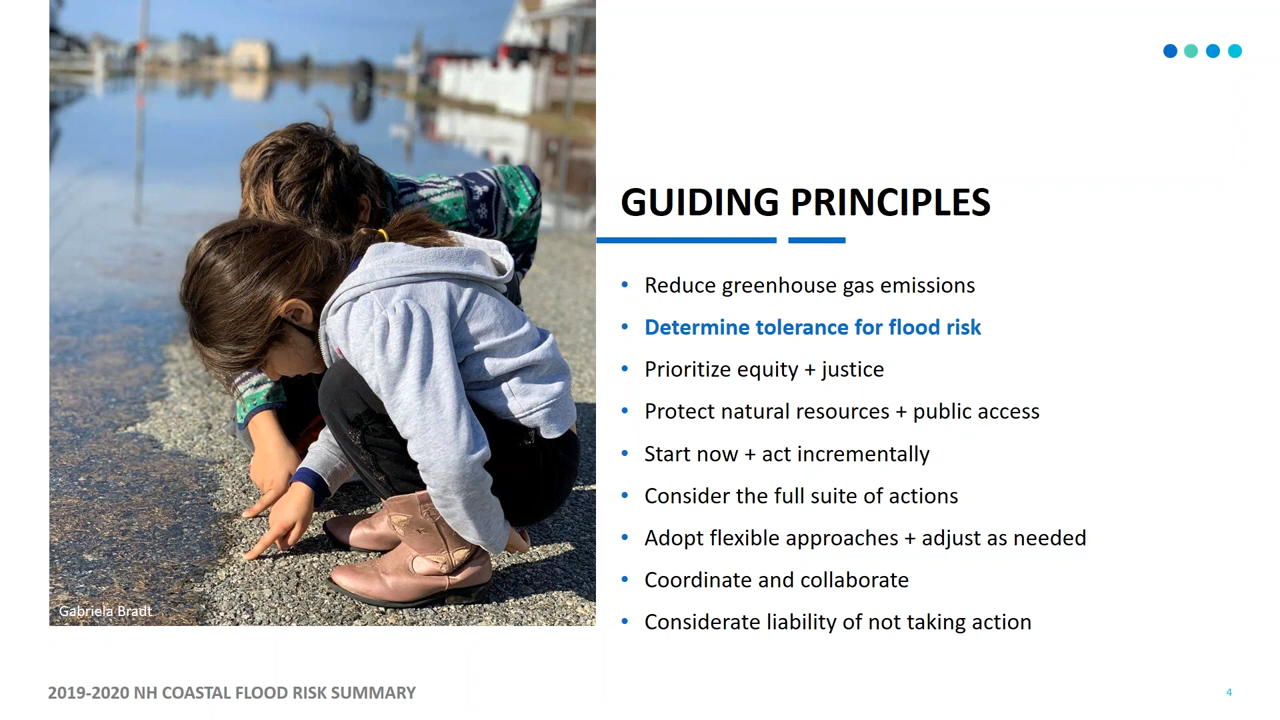 GUIDING PRINCIPLES
• Reduce greenhouse gas emissions
• Determine tolerance for flood risk
• Prioritize equity + justice
• Protect natural resources + public access
• Start now + act incrementally
• Consider the full suite of actions
• Adopt flexible approaches + adjust as needed
• Coordinate and collaborate
• Considerate liability of not taking action
Gabriela Bradt
2019-2020 NH COASTAL FLOOD RISK SUMMARY
4